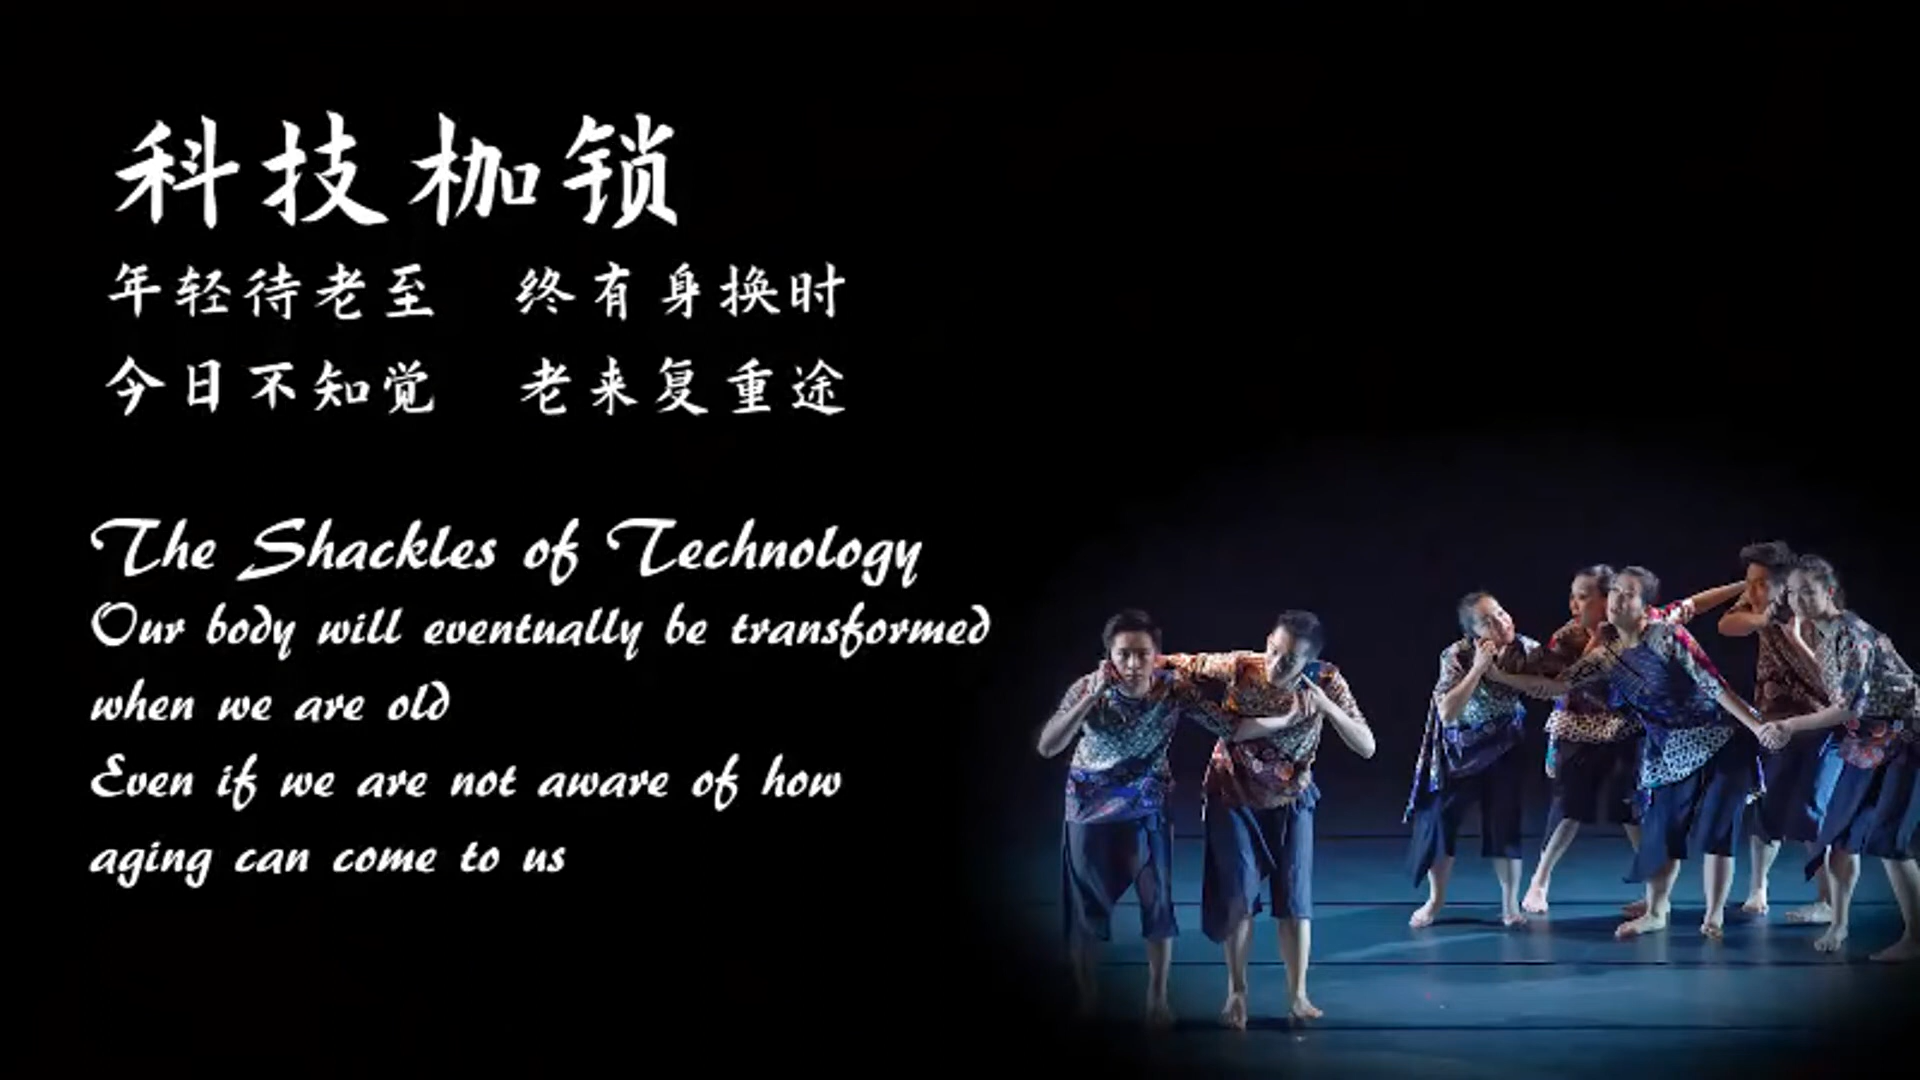 科技枷锁
年轻待老至 终有身换时
今日不知觉 老来复重途
The Shackles of Technology
Our body will eventually be transformed
when we are old
Even if we are not aware of how
aging can come to us